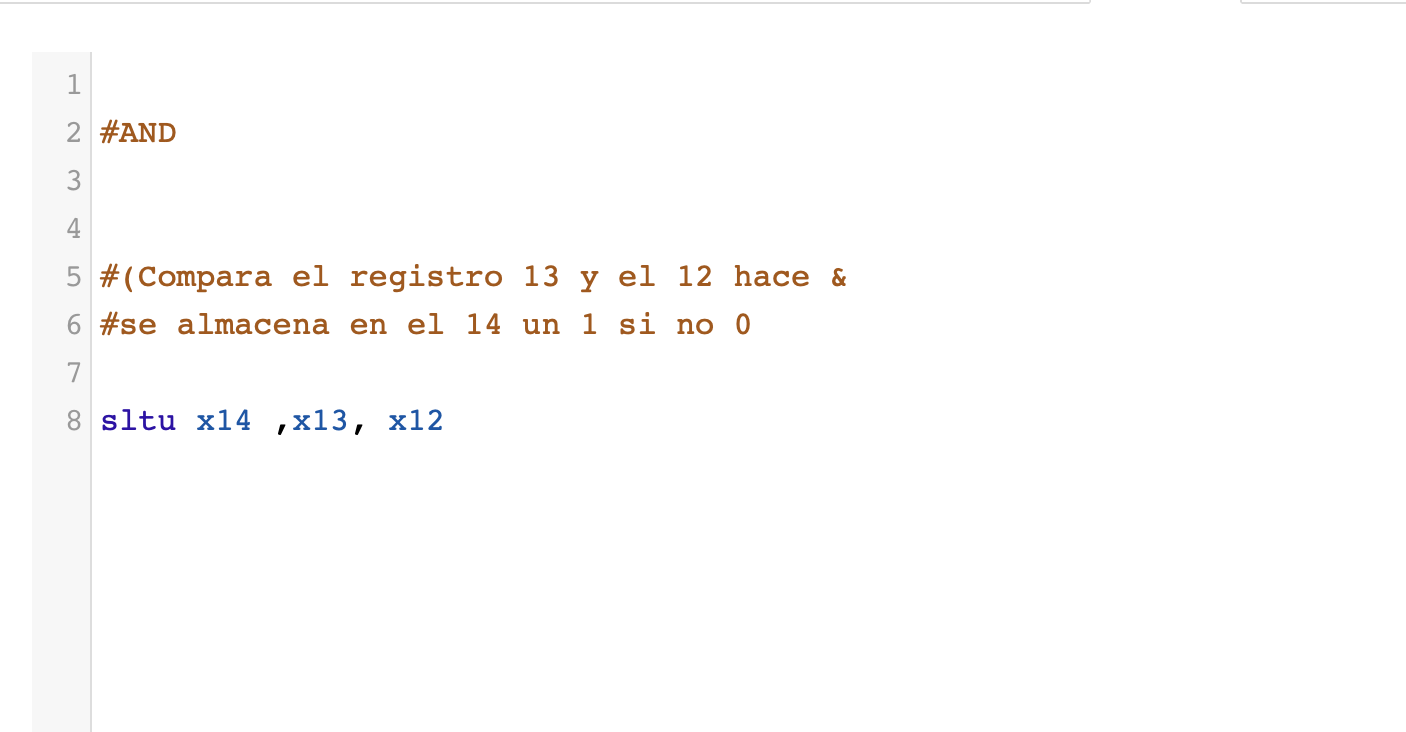 1
2 #AND
3
4
5 #(Compara el registro 13 y el 12 hace &
6 #se almacena en el 14 un 1 si no 0
7
8 sltu x14 ,x13, x12